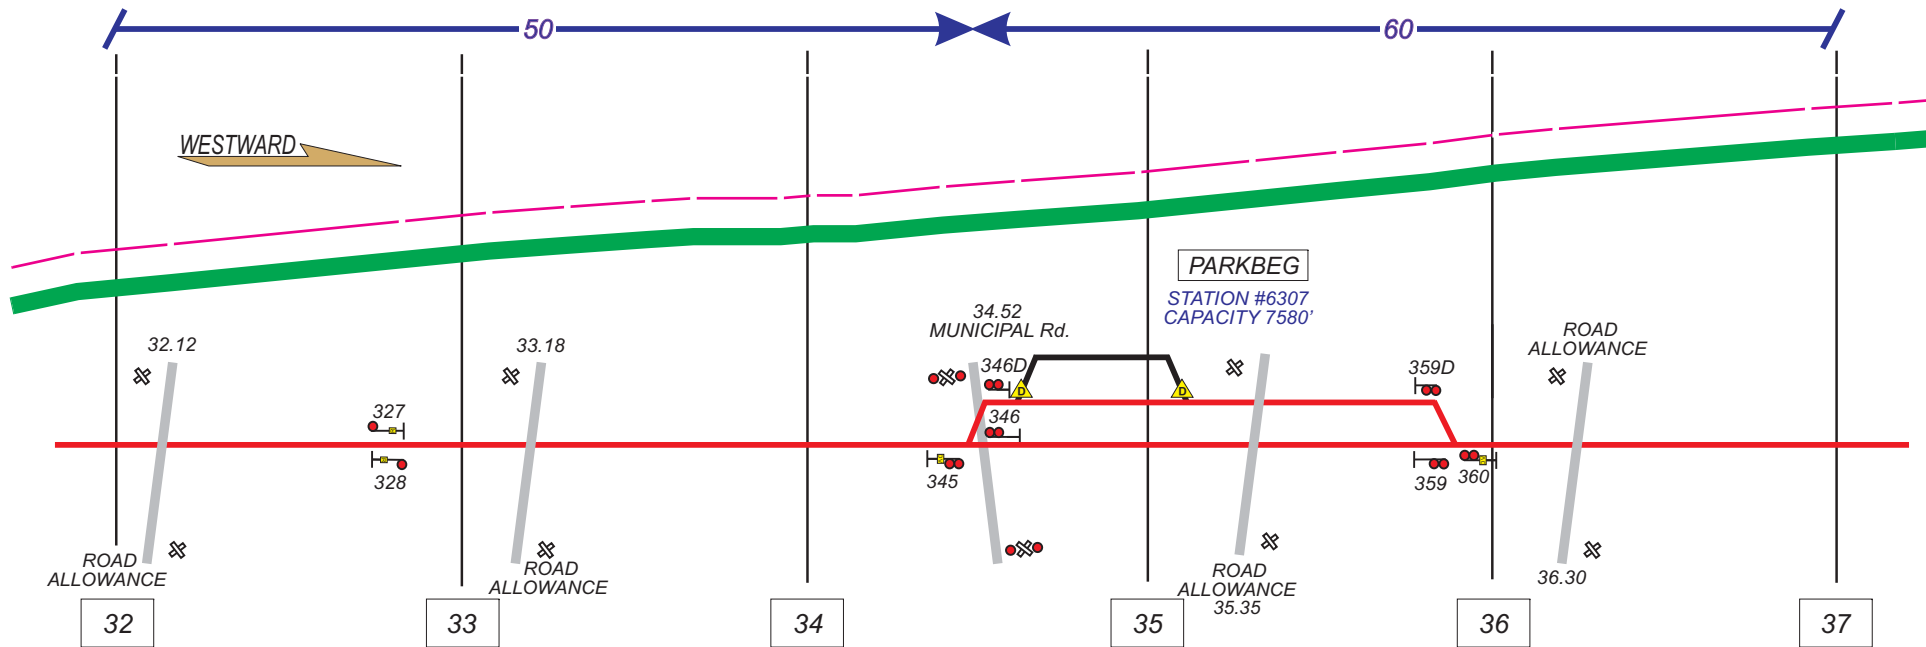 50
60
WESTWARD
PARKBEG
STATION #6307
CAPACITY 7580’
34.52
MUNICIPAL Rd.
ROAD
ALLOWANCE
32.12
33.18
346D
D
D
359D
327
346
328
345
359
360
ROAD
ALLOWANCE
ROAD
ALLOWANCE
ROAD
ALLOWANCE
35.35
36.30
32
33
34
35
36
37